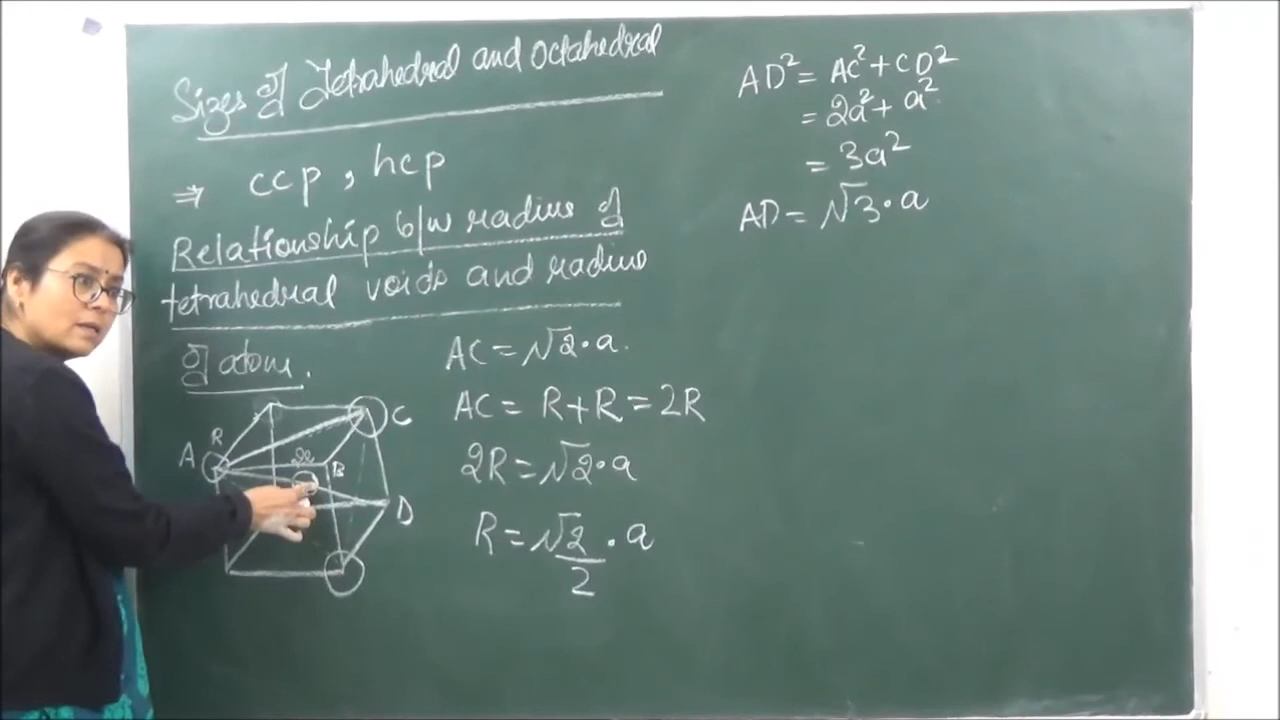 Sizes of Tetrahedral and Octahedral
⇒ ccp, hcp
Relationship b/w radius of
tetrahedral voids and radius
of atom.
AC = √2 · a.
AC = R + R = 2R
2R = √2 · a
R = √2/2 · a
R
A
C
B
D
AD² = AC² + CD²
= 2a² + a²
= 3a²
AD = √3 · a